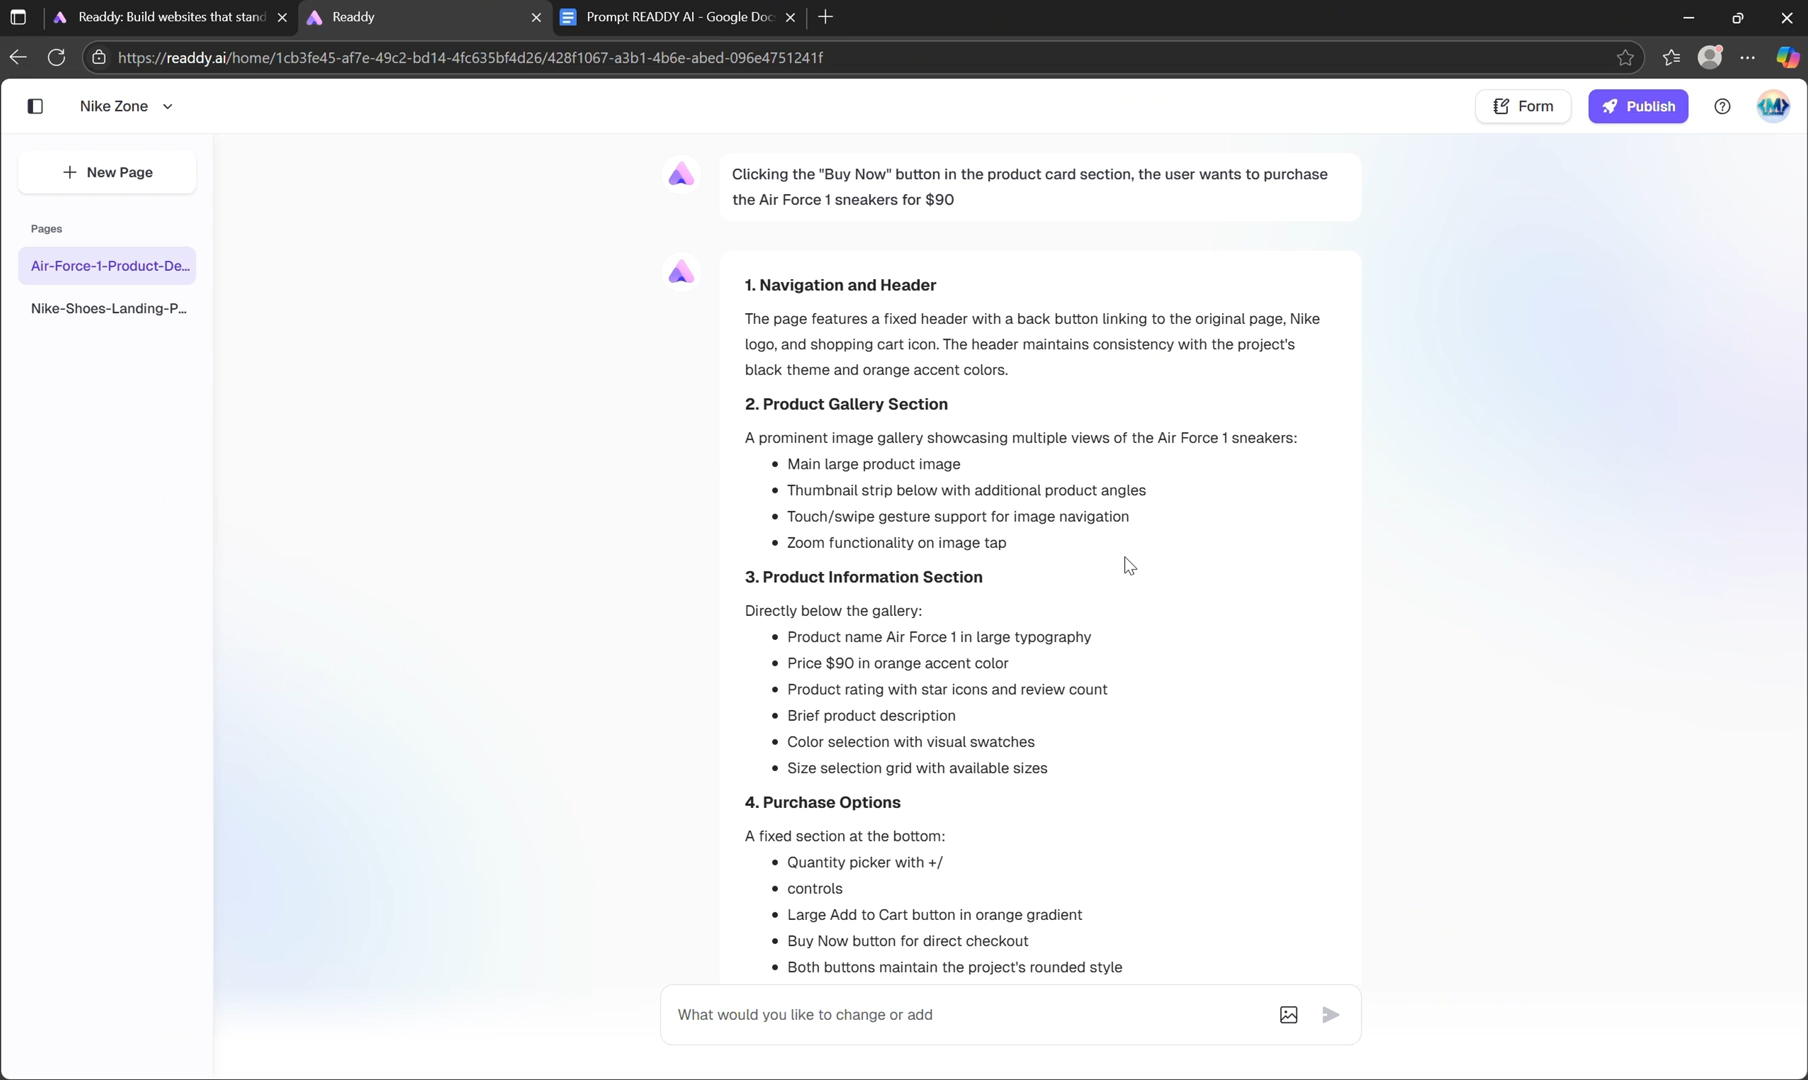 Readdy: Build websites that stand
Readdy
Prompt READDY AI - Google Doc
https://readdy.ai/home/1cb3fe45-af7e-49c2-bd14-4fc635bf4d26/428f1067-a3b1-4b6e-abed-096e4751241f
Nike Zone
Form
Publish
New Page
Pages
Air-Force-1-Product-De...
Nike-Shoes-Landing-P...
Clicking the "Buy Now" button in the product card section, the user wants to purchase
the Air Force 1 sneakers for $90
1. Navigation and Header
The page features a fixed header with a back button linking to the original page, Nike
logo, and shopping cart icon. The header maintains consistency with the project's
black theme and orange accent colors.
2. Product Gallery Section
A prominent image gallery showcasing multiple views of the Air Force 1 sneakers:
• Main large product image
• Thumbnail strip below with additional product angles
• Touch/swipe gesture support for image navigation
• Zoom functionality on image tap
3. Product Information Section
Directly below the gallery:
• Product name Air Force 1 in large typography
• Price $90 in orange accent color
• Product rating with star icons and review count
• Brief product description
• Color selection with visual swatches
• Size selection grid with available sizes
4. Purchase Options
A fixed section at the bottom:
• Quantity picker with +/
• controls
• Large Add to Cart button in orange gradient
• Buy Now button for direct checkout
• Both buttons maintain the project's rounded style
What would you like to change or add